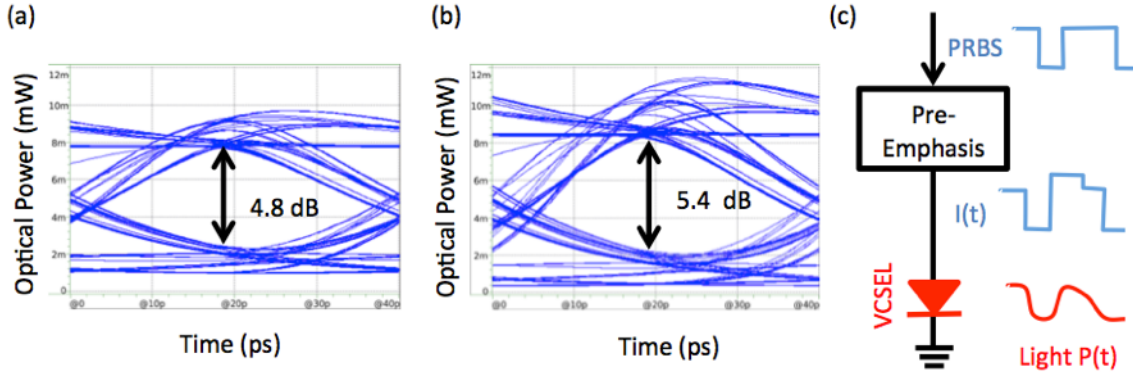 (a)
Optical Power (mW)
12m
10m
8m
6m
4m
2m
0
4.8 dB
@0
@10p
@20p
@30p
@40p
Time (ps)
(b)
Optical Power (mW)
12m
10m
8m
6m
4m
2m
0
5.4 dB
@0
@10p
@20p
@30p
@40p
Time (ps)
(c)
PRBS
Pre-
Emphasis
I(t)
VCSEL
Light P(t)